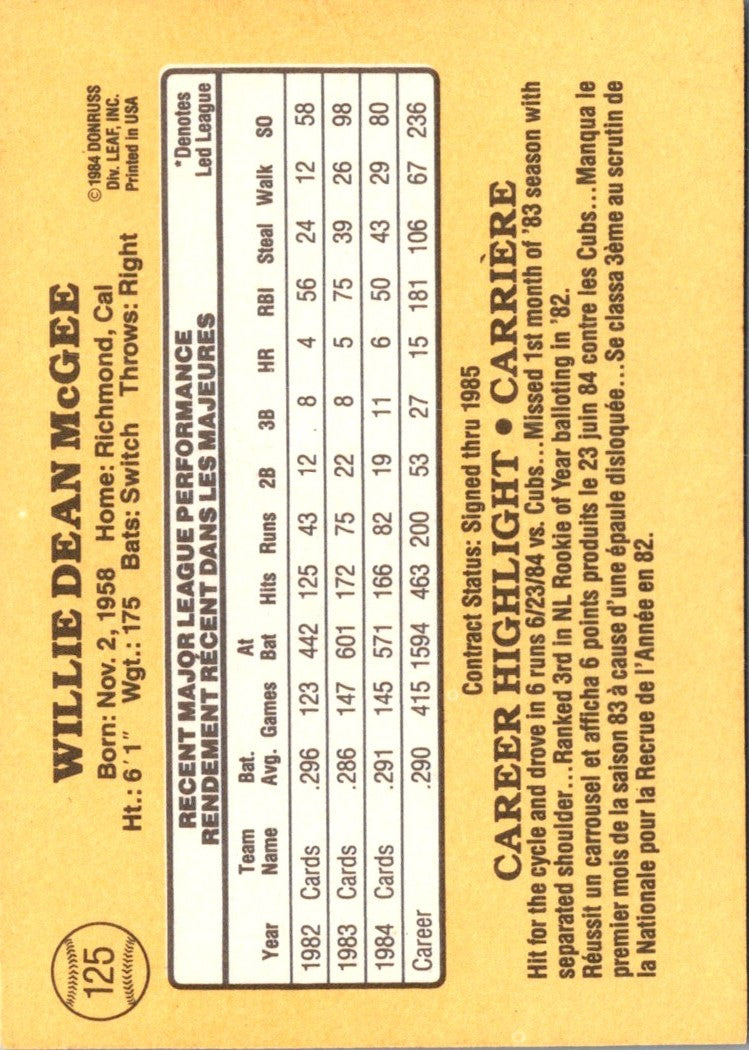 125
WILLIE DEAN McGEE
Born: Nov. 2, 1958 Home: Richmond, Cal
Ht.: 6'1" Wgt.: 175 Bats: Switch Throws: Right
©1984 DONRUSS
Div. LEAF, INC.
Printed in USA
RECENT MAJOR LEAGUE PERFORMANCE
RENDEMENT RÉCENT DANS LES MAJEURES
*Denotes
Led League
Year Team Name Bat. Avg. Games At Bat Hits Runs 2B 3B HR RBI Steal Walk SO
1982 Cards .296 123 442 125 43 12 8 4 56 24 12 58
1983 Cards .286 147 601 172 75 22 8 5 75 39 26 98
1984 Cards .291 145 571 166 82 19 11 6 50 43 29 80
Career .290 415 1594 463 200 53 27 15 181 106 67 236
Contract Status: Signed thru 1985
CAREER HIGHLIGHT • CARRIÈRE
Hit for the cycle and drove in 6 runs 6/23/84 vs. Cubs...Missed 1st month of '83 season with
separated shoulder...Ranked 3rd in NL Rookie of Year balloting in '82.
Réussit un carrousel et afficha 6 points produits le 23 juin 84 contre les Cubs...Manqua le
premier mois de la saison 83 à cause d'une épaule disloquée...Se classa 3ème au scrutin de
la Nationale pour la Recrue de l'Année en 82.